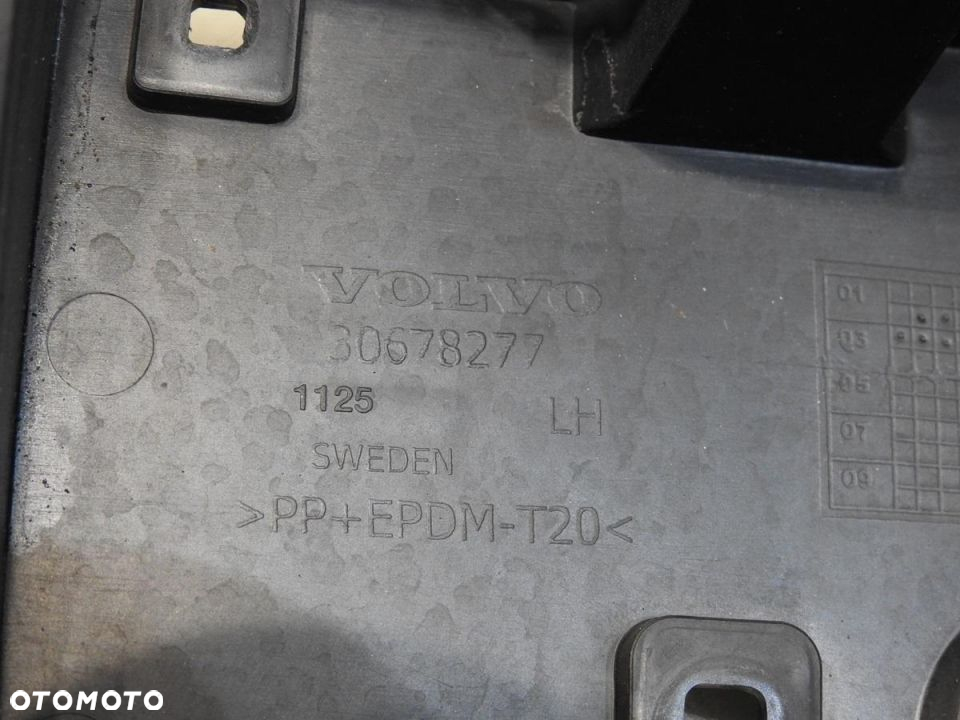 VOLVO
30678277
1125
LH
SWEDEN
>PP+EPDM-T20<
01
03
05
07
09
OTOMOTO